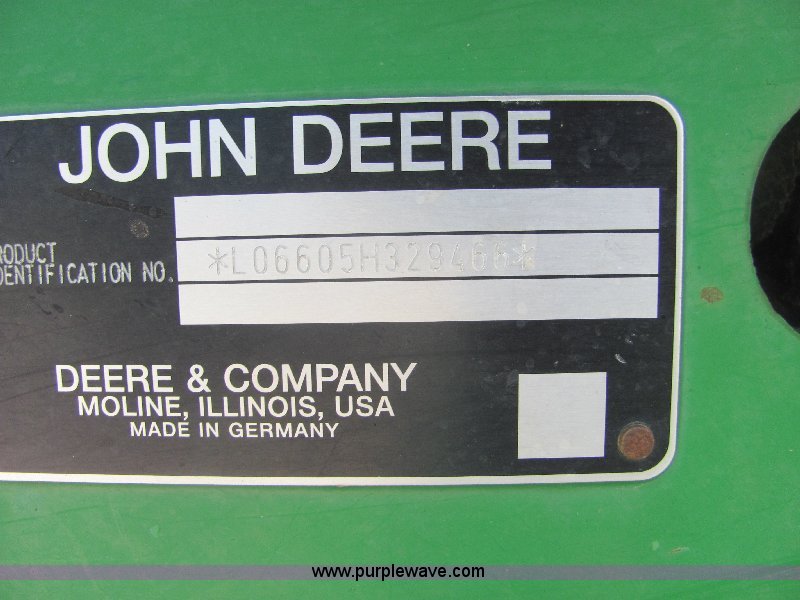 JOHN DEERE
RODUCT
DENTIFICATION NO.
*L06605H329466*
DEERE & COMPANY
MOLINE, ILLINOIS, USA
MADE IN GERMANY
www.purplewave.com